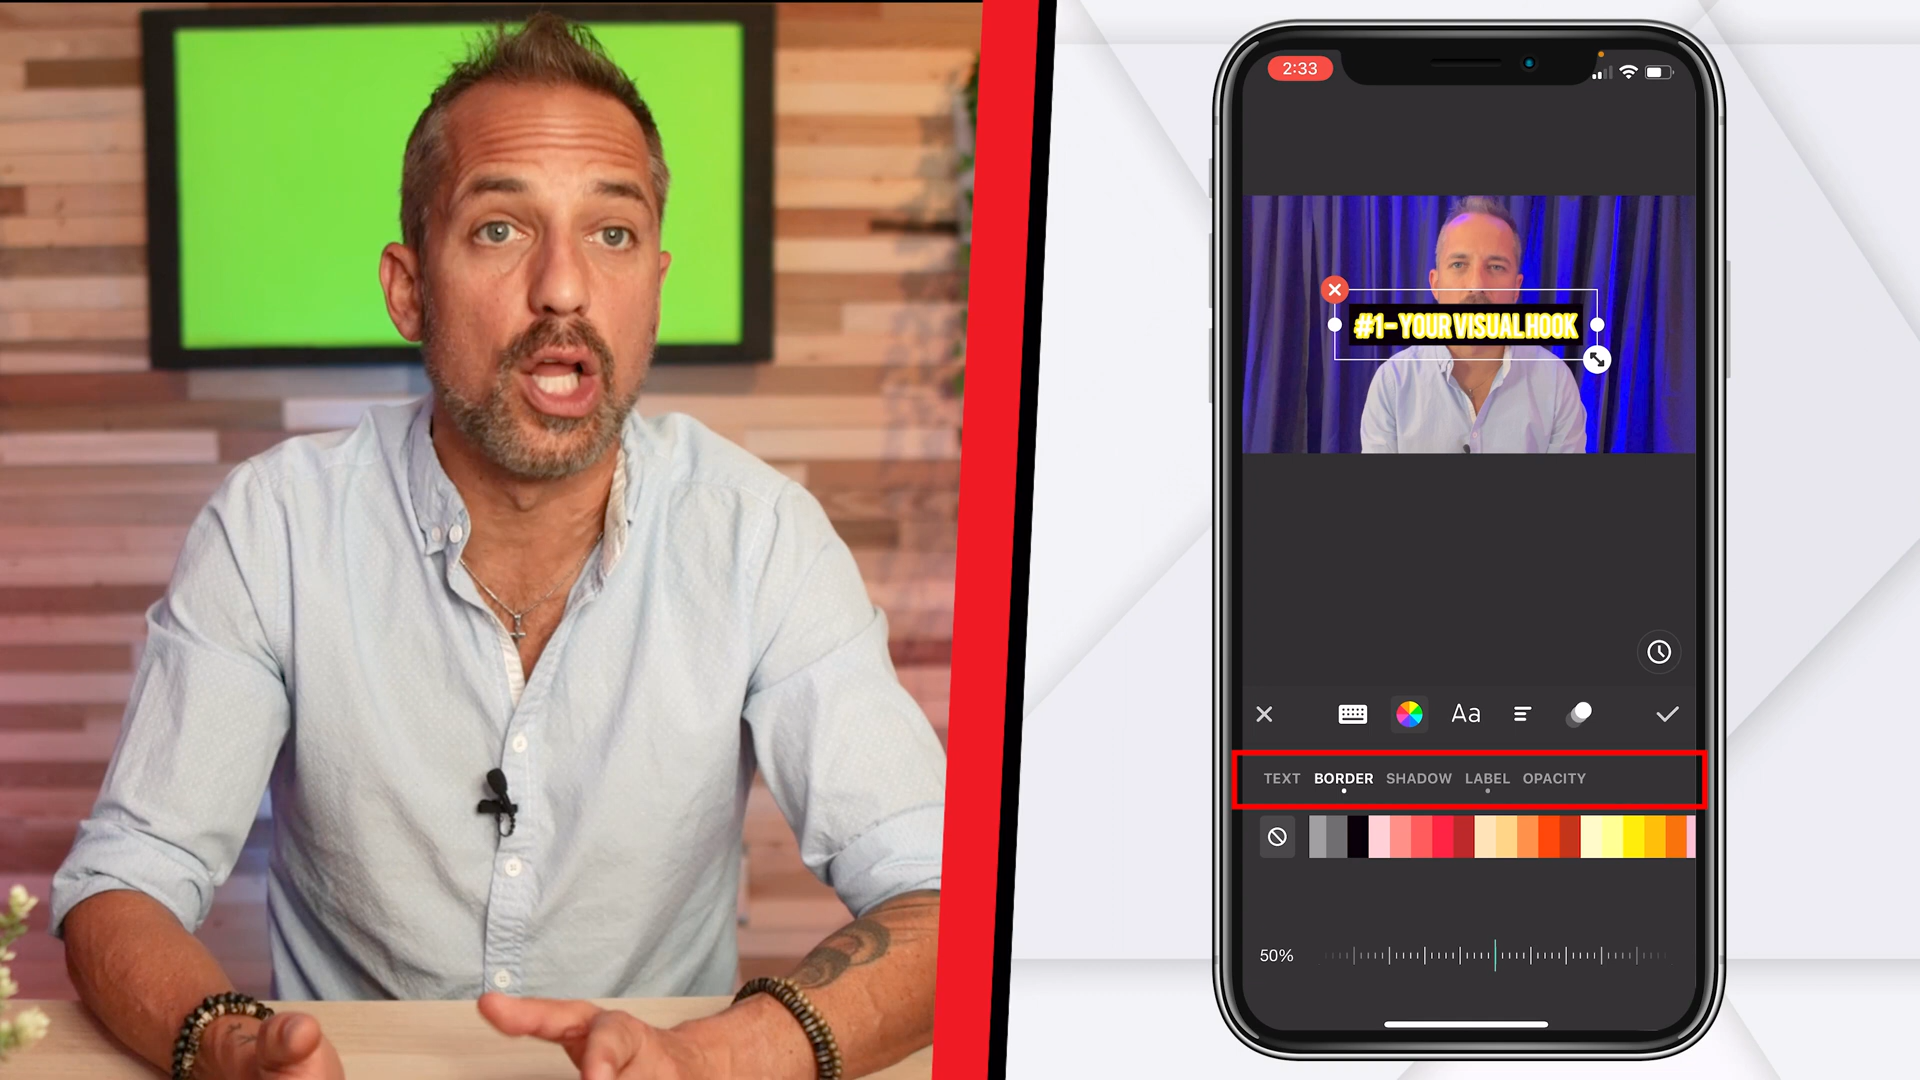 2:33
#1- YOUR VISUAL HOOK
Aa
TEXT BORDER SHADOW LABEL OPACITY
50%